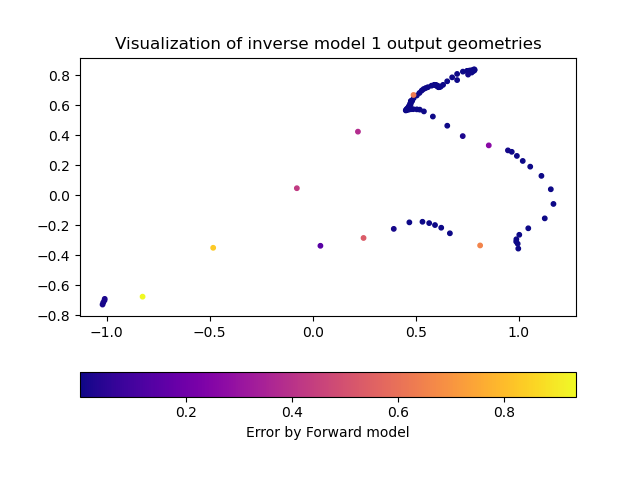 Visualization of inverse model 1 output geometries
0.8
0.6
0.4
0.2
0.0
−0.2
−0.4
−0.6
−0.8
−1.0 −0.5 0.0 0.5 1.0
0.2 0.4 0.6 0.8
Error by Forward model